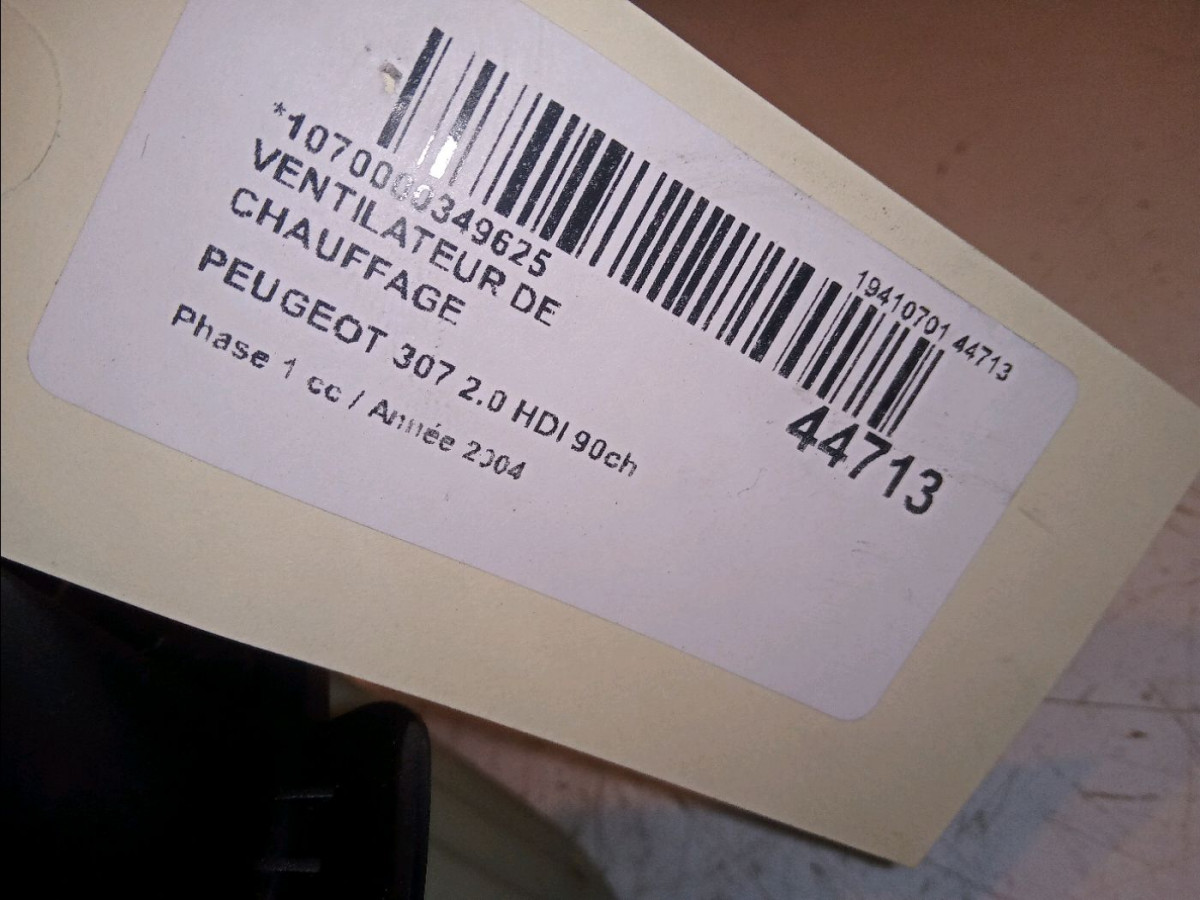 *1070000349625
VENTILATEUR DE
CHAUFFAGE
PEUGEOT 307 2.0 HDI 90ch
Phase 1 cc / Année 2004
19410701 44713
44713